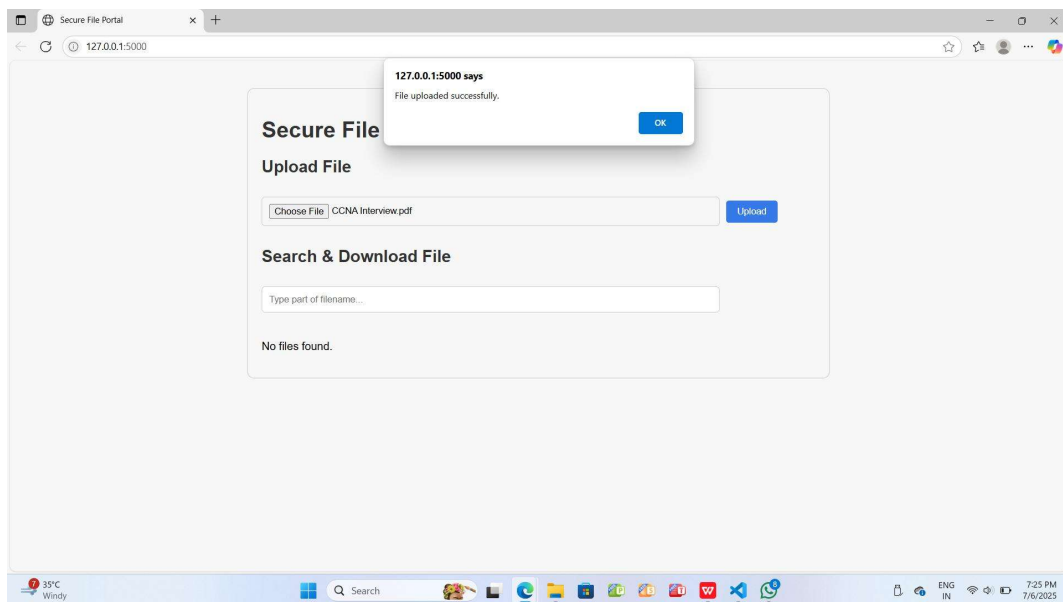 Secure File Portal
127.0.0.1:5000
127.0.0.1:5000 says
File uploaded successfully.
OK
Secure File
Upload File
Choose File CCNA Interview.pdf
Upload
Search & Download File
Type part of filename...
No files found.
7
35°C
Windy
Search
8
ENG
IN
7:25 PM
7/6/2025